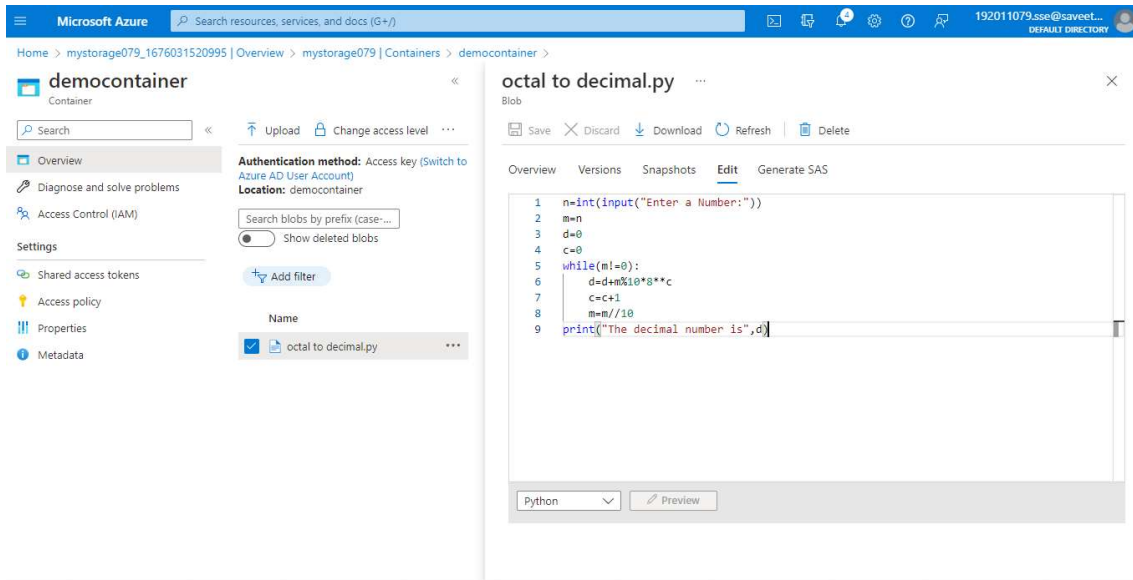 Microsoft Azure
Search resources, services, and docs (G+/)
4
192011079.sse@saveet...
DEFAULT DIRECTORY
Home > mystorage079_1676031520995 | Overview > mystorage079 | Containers > democontainer >
democontainer
Container
Search
Overview
Diagnose and solve problems
Access Control (IAM)
Settings
Shared access tokens
Access policy
Properties
Metadata
Upload Change access level ...
Authentication method: Access key (Switch to
Azure AD User Account)
Location: democontainer
Search blobs by prefix (case-...
Show deleted blobs
Add filter
Name
octal to decimal.py ...
octal to decimal.py ...
Blob
Save Discard Download Refresh Delete
Overview Versions Snapshots Edit Generate SAS
1 n=int(input("Enter a Number:"))
2 m=n
3 d=0
4 c=0
5 while(m!=0):
6 d=d+m%10*8**c
7 c=c+1
8 m=m//10
9 print("The decimal number is",d)
Python Preview